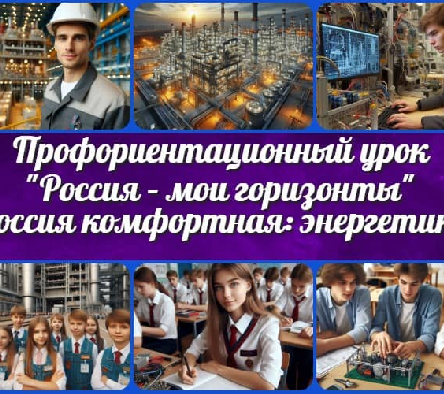 Профориентационный урок
"Россия - мои горизонты"
оссия комфортная: энергетик